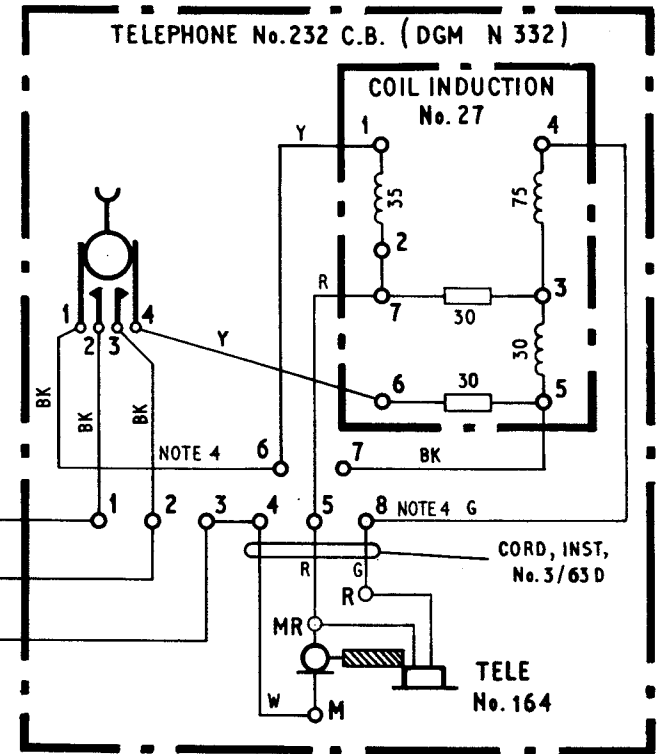 TELEPHONE No.232 C.B. (DGM N 332)
COIL INDUCTION
No. 27
Y
1
4
35
75
2
R
7
30
3
1
2
3
4
Y
30
6
30
5
BK
BK
BK
NOTE 4
6
7
BK
1
2
3
4
5
8
NOTE 4 G
CORD, INST,
No. 3/63 D
R
G
R
MR
TELE
No. 164
W
M